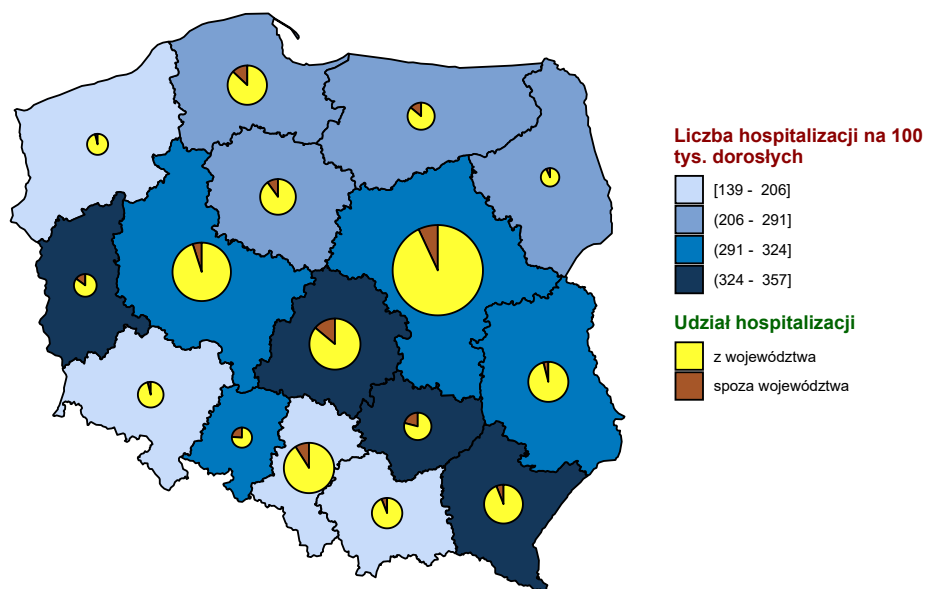 Liczba hospitalizacji na 100
tys. dorosłych
[139 - 206]
(206 - 291]
(291 - 324]
(324 - 357]
Udział hospitalizacji
z województwa
spoza województwa